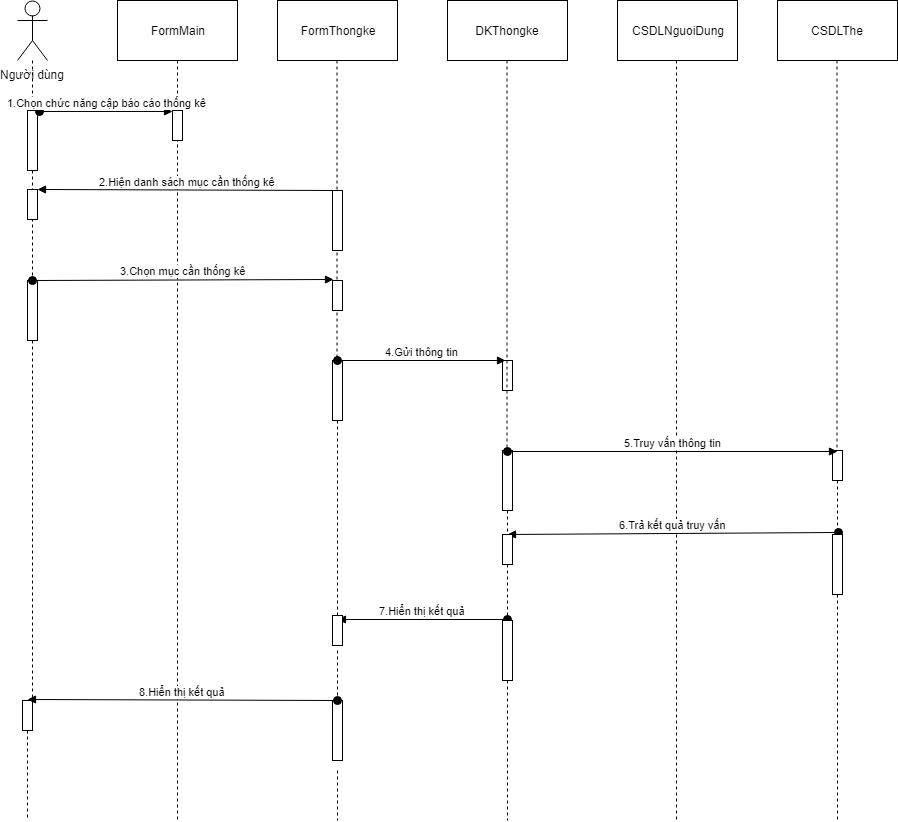 FormMain
FormThongke
DKThongke
CSDLNguoiDung
CSDLThe
Người dùng
1.Chọn chức năng cập báo cáo thống kê
2.Hiện danh sách mục cần thống kê
3.Chọn mục cần thống kê
4.Gửi thông tin
5.Truy vấn thông tin
6.Trả kết quả truy vấn
7.Hiển thị kết quả
8.Hiển thị kết quả